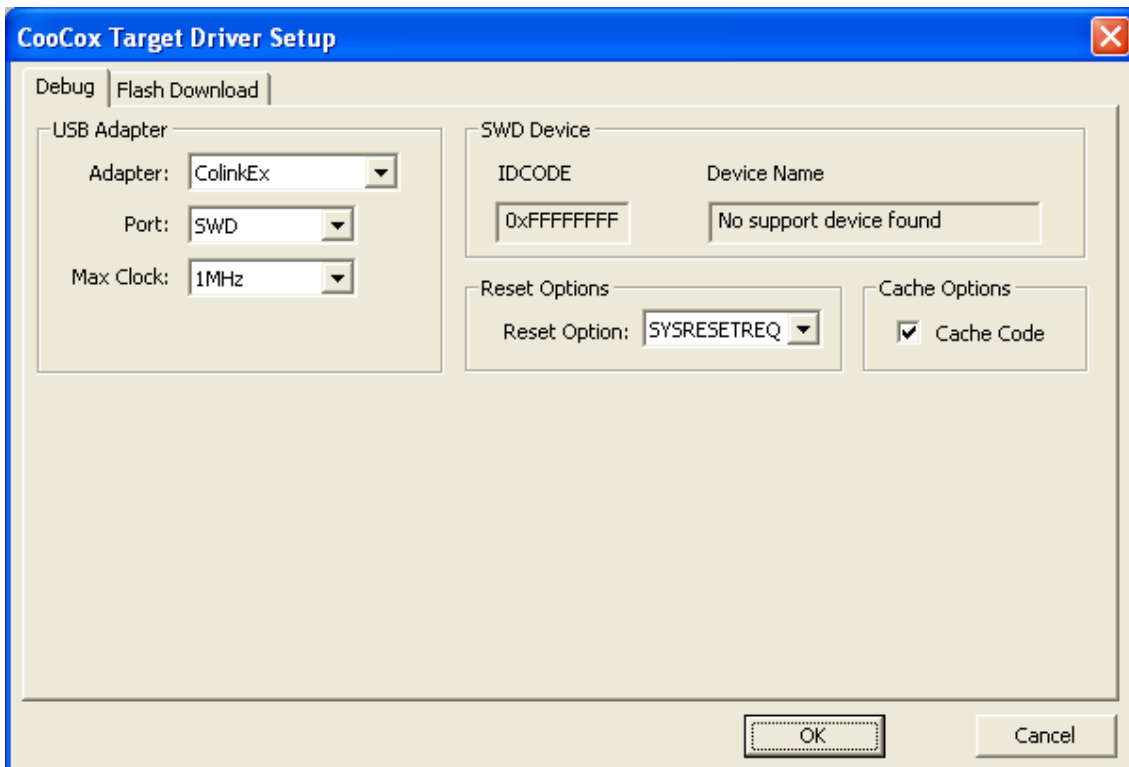 CooCox Target Driver Setup
Debug
Flash Download
USB Adapter
Adapter: ColinkEx
Port: SWD
Max Clock: 1MHz
SWD Device
IDCODE Device Name
0xFFFFFFFF No support device found
Reset Options
Reset Option: SYSRESETREQ
Cache Options
Cache Code
OK Cancel